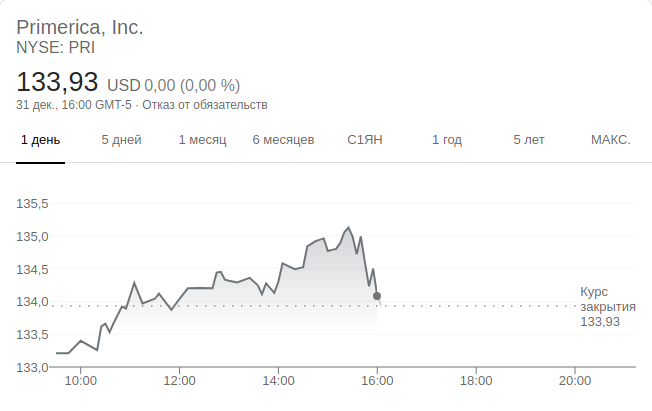 Primerica, Inc.
NYSE: PRI
133,93 USD 0,00 (0,00 %)
31 дек., 16:00 GMT-5 · Отказ от обязательств
1 день 5 дней 1 месяц 6 месяцев С1ЯН 1 год 5 лет МАКС.
135,5
135,0
134,5
134,0
133,5
133,0
Курс
закрытия
133,93
10:00 12:00 14:00 16:00 18:00 20:00